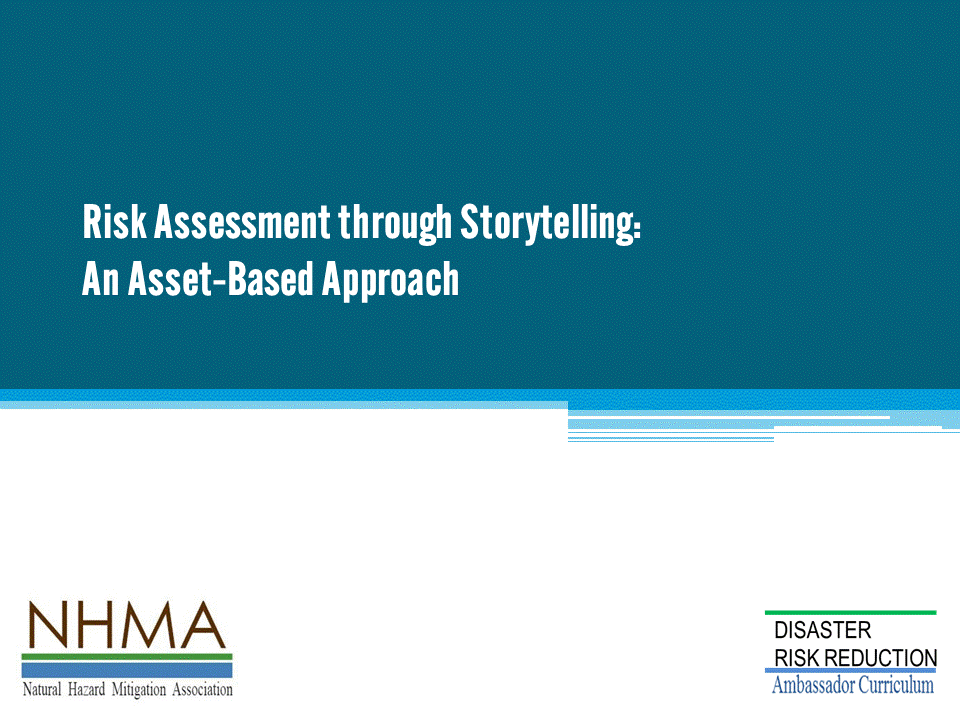 Risk Assessment through Storytelling:
An Asset-Based Approach
NHMA
Natural Hazard Mitigation Association
DISASTER
RISK REDUCTION
Ambassador Curriculum